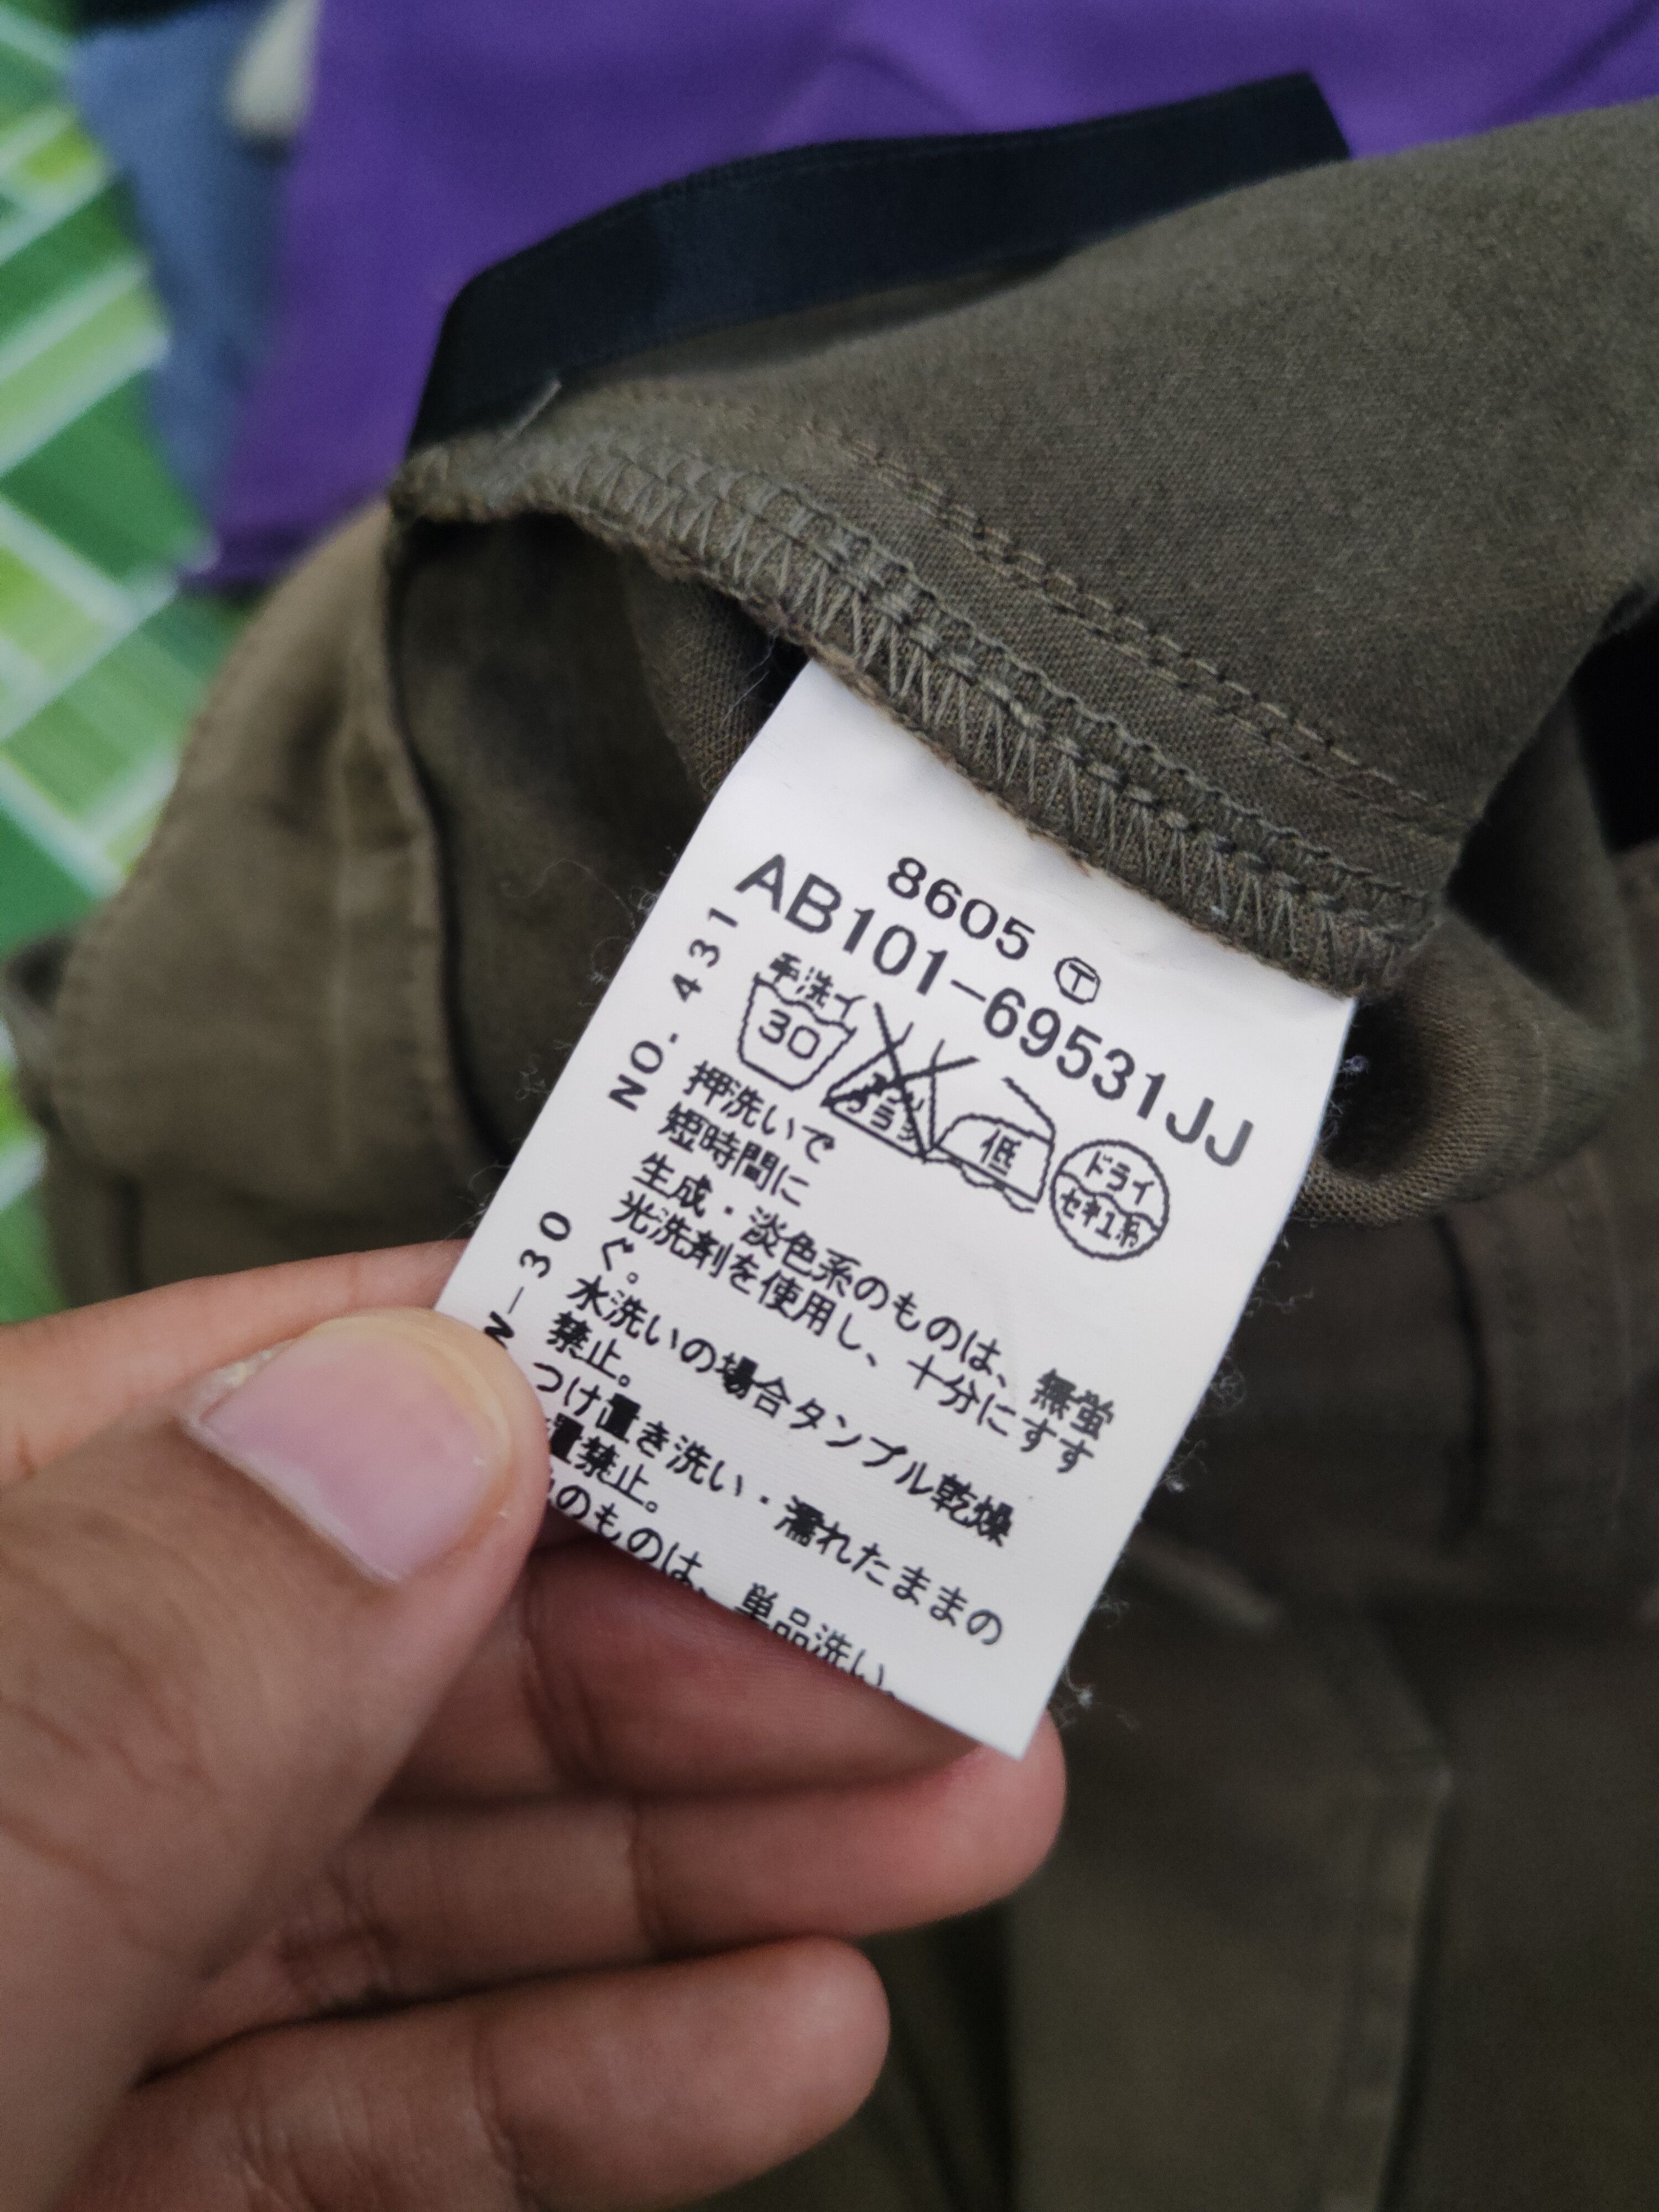 8605 Ⓣ
AB101-69531JJ
手洗イ
30
低
ドライ
セキユ系
押洗いで
短時間に
生成・淡色系のものは、無蛍
光洗剤を使用し、十分にすす
ぐ。
水洗いの場合タンブル乾燥
禁止。
つけ置き洗い・濡れたままの
置禁止。
のものは、単品洗い、
NO. 431
N-30